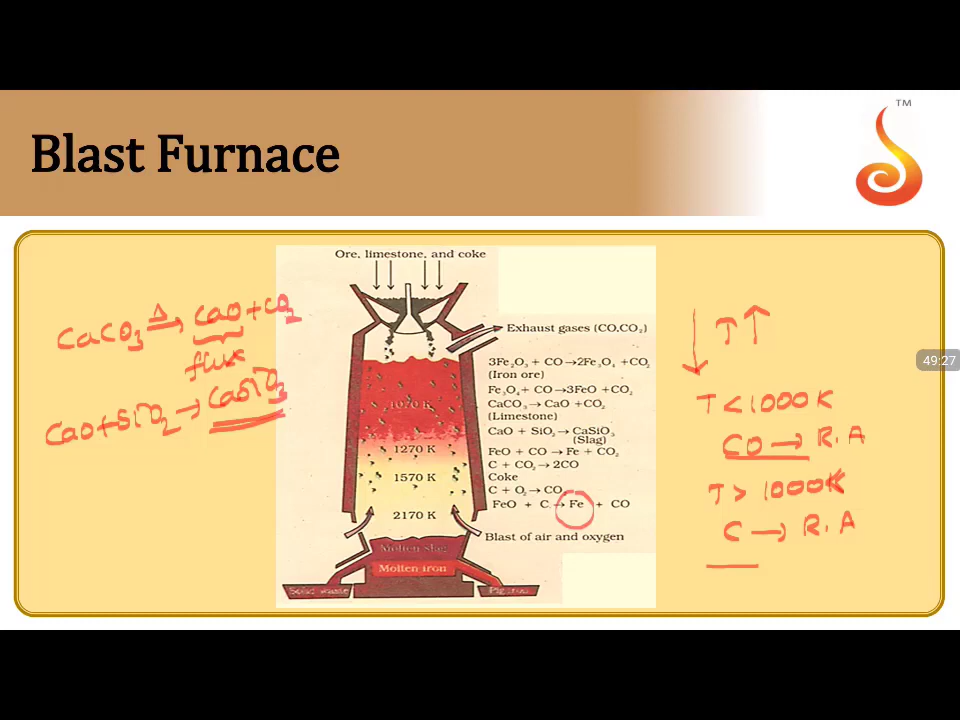 TM
Blast Furnace
49:27
CaCO₃ Δ→ CaO + CO₂
flux
CaO + SiO₂ → CaSiO₃
Ore, limestone, and coke
Exhaust gases (CO,CO₂)
3Fe₂O₃ + CO → 2Fe₃O₄ + CO₂
(Iron ore)
Fe₃O₄ + CO → 3FeO + CO₂
CaCO₃ → CaO + CO₂
(Limestone)
CaO + SiO₂ → CaSiO₃
(Slag)
FeO + CO → Fe + CO₂
C + CO₂ → 2CO
Coke
C + O₂ → CO₂
FeO + C → Fe + CO
Blast of air and oxygen
1270 K
1570 K
2170 K
Molten slag
Molten iron
Solid waste
Pig iron
↓ T ↑
T < 1000 K
CO → R.A
T > 1000K
C → R.A